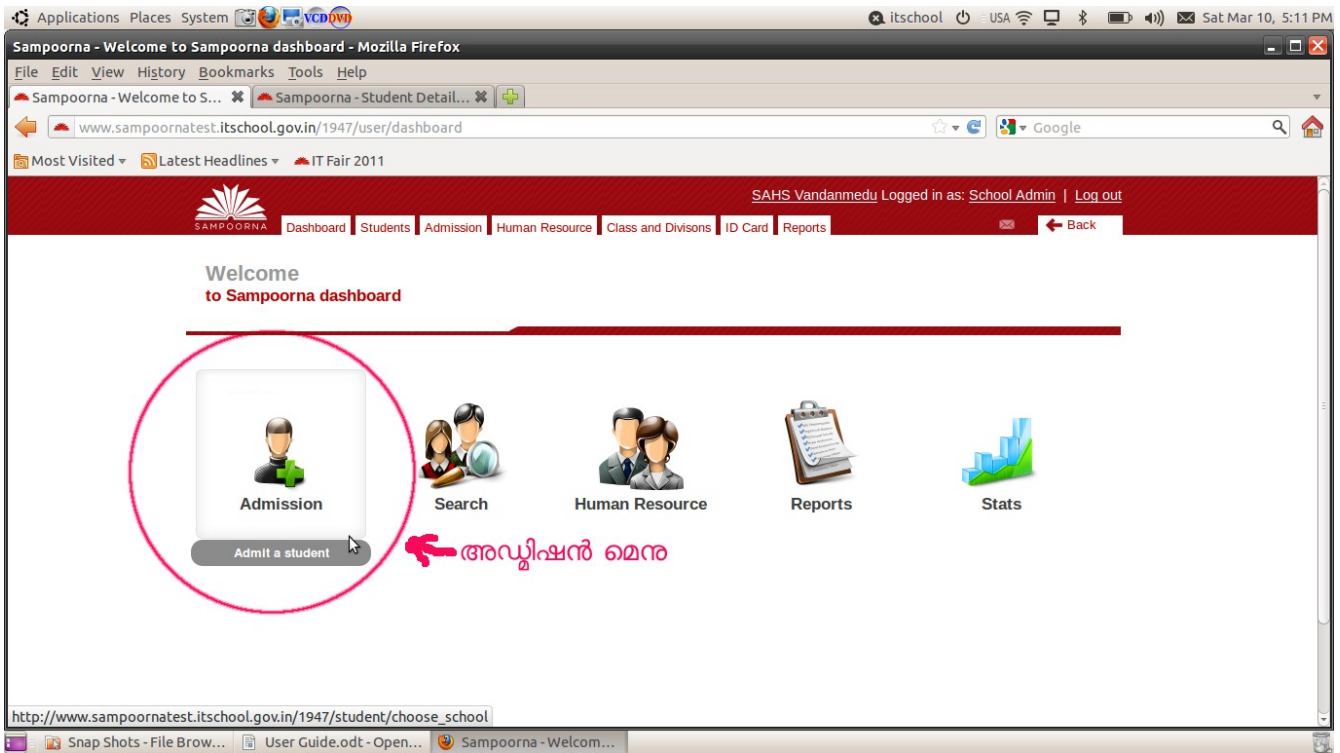 Applications Places System VCD DVD itschool USA Sat Mar 10, 5:11 PM
Sampoorna - Welcome to Sampoorna dashboard - Mozilla Firefox
File Edit View History Bookmarks Tools Help
Sampoorna - Welcome to S... Sampoorna - Student Detail...
www.sampoornatest.itschool.gov.in/1947/user/dashboard Google
Most Visited Latest Headlines IT Fair 2011
SAHS Vandanmedu Logged in as: School Admin | Log out
SAMPOORNA Dashboard Students Admission Human Resource Class and Divisons ID Card Reports Back
Welcome
to Sampoorna dashboard
Admission Search Human Resource Reports Stats
Admit a student
അഡ്മിഷൻ മെനു
http://www.sampoornatest.itschool.gov.in/1947/student/choose_school
Snap Shots - File Brow... User Guide.odt - Open... Sampoorna - Welcom...